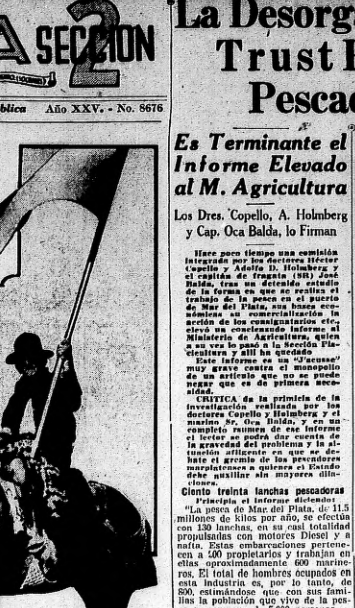 A SECCIÓN
2
ública Año XXV. - No. 8676
La Desorg
Trust P
Pescad
Es Terminante el
Informe Elevado
al M. Agricultura
Los Dres. Copello, A. Holmberg
y Cap. Oca Balda, lo Firman
Hace poco tiempo una comisión
integrada por los doctores Héctor
Copello y Adolfo D. Holmberg y
el capitán de fragata (SR) José
Balda, tras un detenido estudio
de la forma en que se realiza el
trabajo de la pesca en el puerto
de Mar del Plata, sus bases eco-
nómicas su comercialización la
acción de los consignatarios etc.,
elevó un concienzudo informe al
Ministerio de Agricultura, quien
a su vez lo pasó a la Sección Pis-
cicultura y allí ha quedado
Este informe es un "J'accuse"
muy grave contra el monopolio
de un artículo que no se puede
negar que es de primera nece-
sidad.
CRITICA da la primicia de la
investigación realizada por los
doctores Copello y Holmberg y el
marino Sr. Oca Balda, y en un
completo resumen de ese informe
el lector se podrá dar cuenta de
la gravedad del problema y la si-
tuación afligente en que se de-
bate el gremio de los pescadores
marplatenses a quienes el Estado
debe auxiliar sin mayores dila-
ciones.
Ciento treinta lanchas pescadoras
Principia el informe diciendo:
"La pesca de Mar del Plata, de 11.5
millones de kilos por año, se efectúa
con 130 lanchas, en su casi totalidad
propulsadas con motores Diesel y a
nafta. Estas embarcaciones pertene-
cen a 500 propietarios y trabajan en
ellas aproximadamente 600 marine-
ros. El total de hombres ocupados en
esta industria es, por lo tanto, de
800, estimándose que con sus fami-
lias la población que vive de la pes-